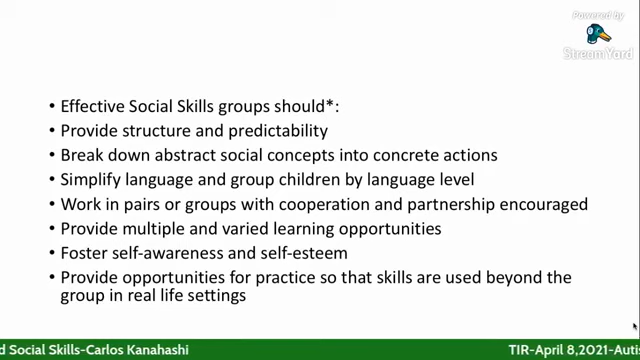 Powered by
StreamYard
• Effective Social Skills groups should*:
• Provide structure and predictability
• Break down abstract social concepts into concrete actions
• Simplify language and group children by language level
• Work in pairs or groups with cooperation and partnership encouraged
• Provide multiple and varied learning opportunities
• Foster self-awareness and self-esteem
• Provide opportunities for practice so that skills are used beyond the
group in real life settings
d Social Skills-Carlos Kanahashi TIR-April 8,2021-Autis